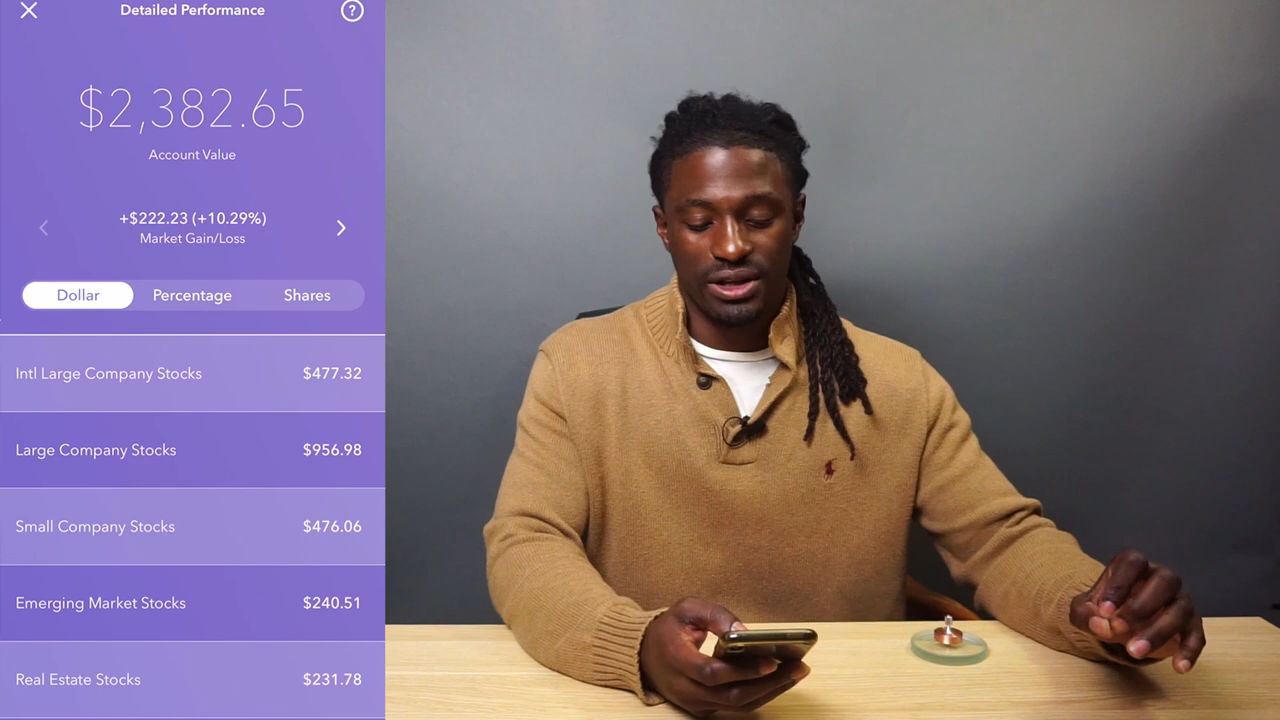 Detailed Performance
?
$2,382.65
Account Value
+$222.23 (+10.29%)
Market Gain/Loss
Dollar Percentage Shares
Intl Large Company Stocks $477.32
Large Company Stocks $956.98
Small Company Stocks $476.06
Emerging Market Stocks $240.51
Real Estate Stocks $231.78